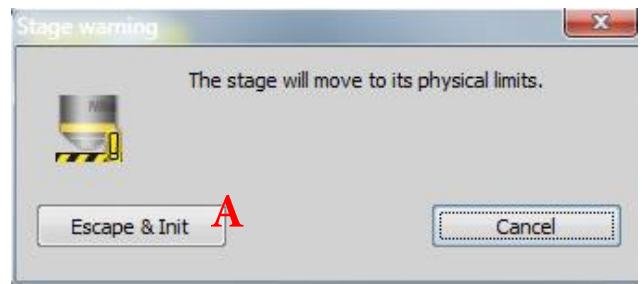 Stage warning
The stage will move to its physical limits.
Escape & Init
A
Cancel